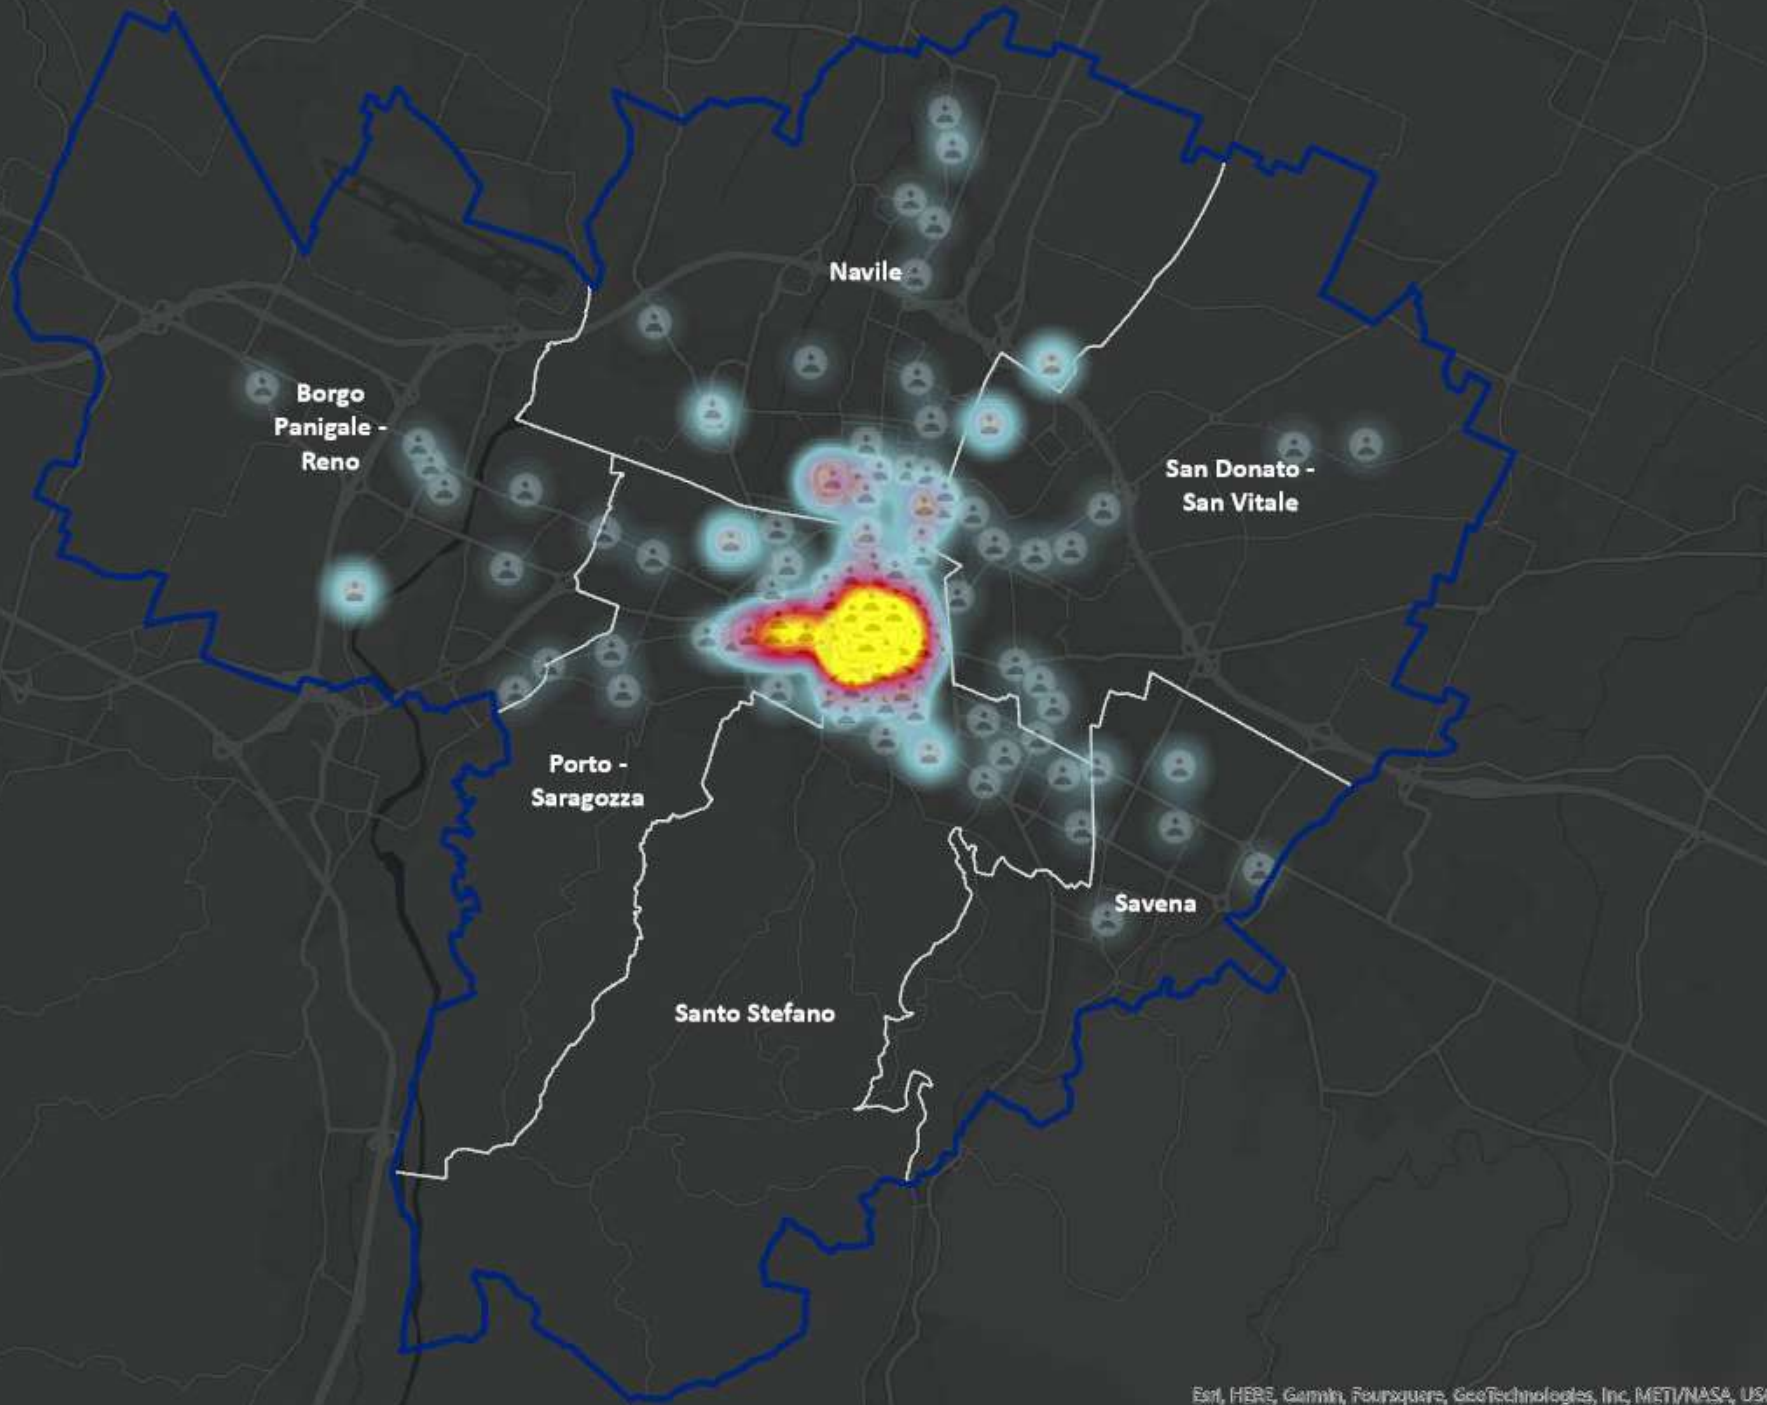 Navile
Borgo
Panigale -
Reno
San Donato -
San Vitale
Porto -
Saragozza
Savena
Santo Stefano
Esri, HERE, Garmin, Foursquare, GeoTechnologies, Inc, METI/NASA, USG